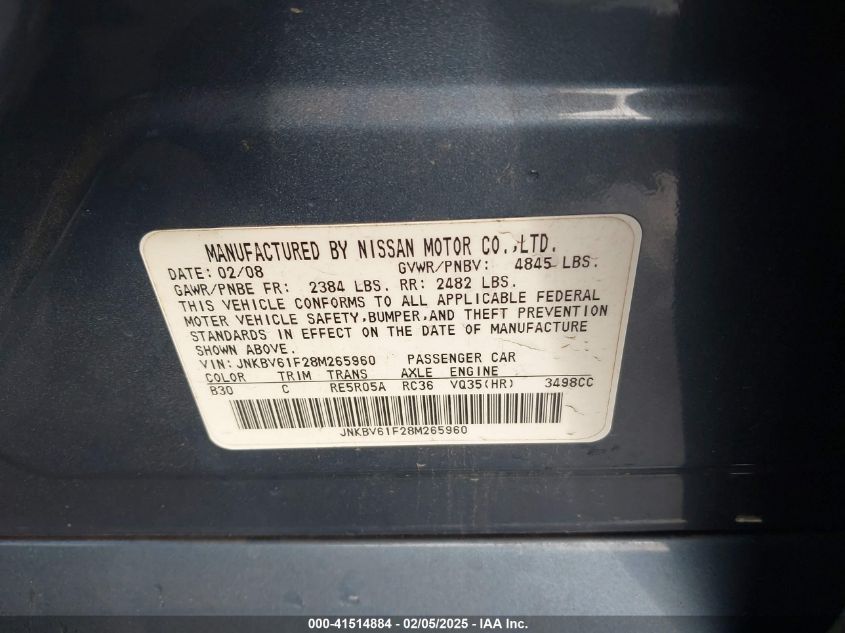 MANUFACTURED BY NISSAN MOTOR CO.,LTD.
DATE: 02/08 GVWR/PNBV: 4845 LBS.
GAWR/PNBE FR: 2384 LBS. RR: 2482 LBS.
THIS VEHICLE CONFORMS TO ALL APPLICABLE FEDERAL
MOTER VEHICLE SAFETY,BUMPER,AND THEFT PREVENTION
STANDARDS IN EFFECT ON THE DATE OF MANUFACTURE
SHOWN ABOVE.
VIN: JNKBV61F28M265960 PASSENGER CAR
COLOR TRIM TRANS AXLE ENGINE
B30 C RE5R05A RC36 VQ35(HR) 3498CC
JNKBV61F28M265960
000-41514884 - 02/05/2025 - IAA Inc.